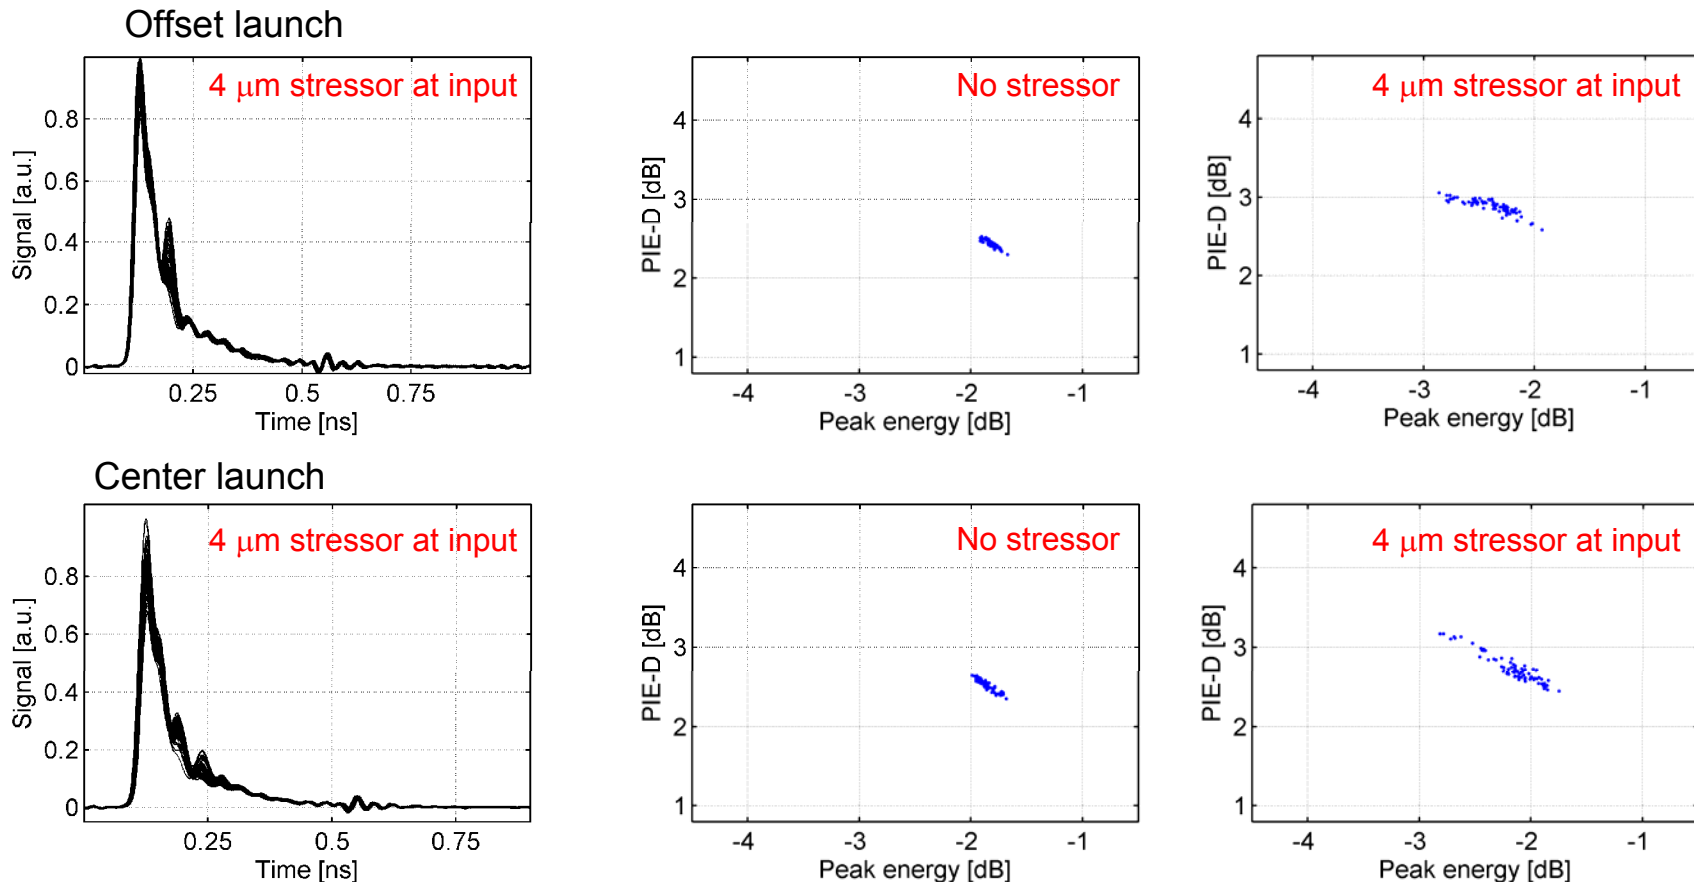 Offset launch
4 μm stressor at input
0.8
0.6
0.4
0.2
0
Signal [a.u.]
0.25
0.5
0.75
Time [ns]
No stressor
4
3
2
1
PIE-D [dB]
-4
-3
-2
-1
Peak energy [dB]
4 μm stressor at input
4
3
2
1
PIE-D [dB]
-4
-3
-2
-1
Peak energy [dB]
Center launch
4 μm stressor at input
0.8
0.6
0.4
0.2
0
Signal [a.u.]
0.25
0.5
0.75
Time [ns]
No stressor
4
3
2
1
PIE-D [dB]
-4
-3
-2
-1
Peak energy [dB]
4 μm stressor at input
4
3
2
1
PIE-D [dB]
-4
-3
-2
-1
Peak energy [dB]